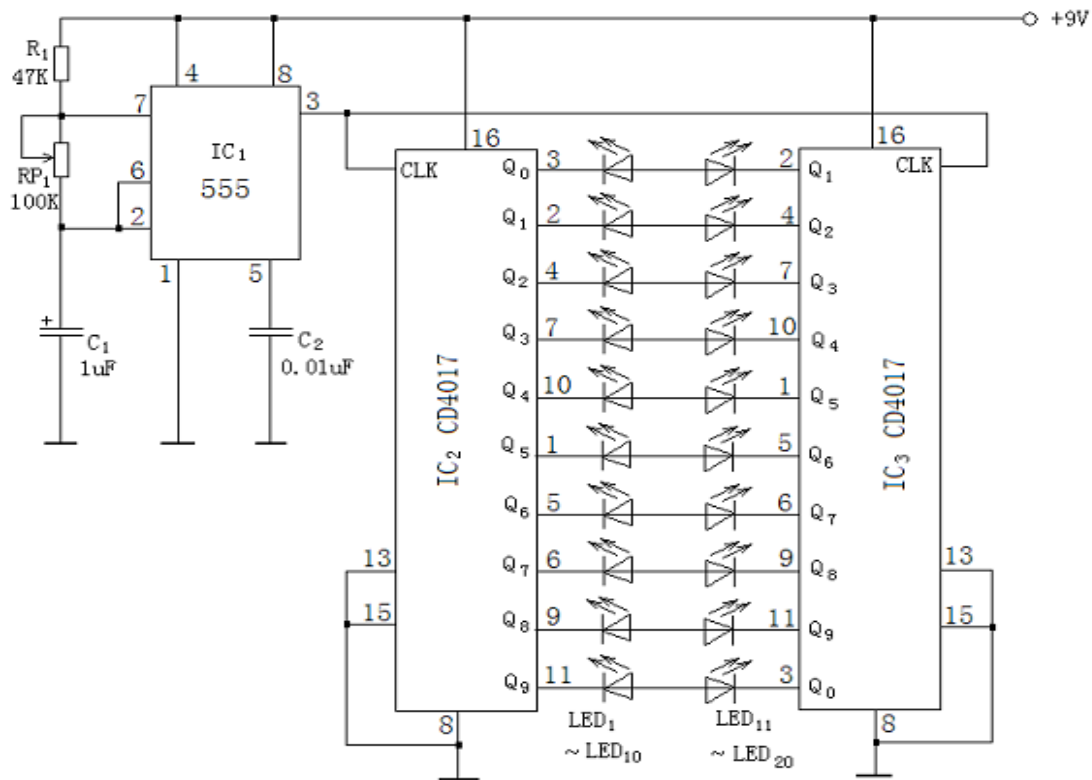 +9V
R1
47K
4
8
7
3
IC1
555
6
RP1
100K
2
1
5
C1
1uF
C2
0.01uF
16
CLK
IC2 CD4017
Q0 3
Q1 2
Q2 4
Q3 7
Q4 10
Q5 1
Q6 5
Q7 6
Q8 9
Q9 11
13
15
8
LED1
~LED10
LED11
~LED20
16
CLK
IC3 CD4017
2 Q1
4 Q2
7 Q3
10 Q4
1 Q5
5 Q6
6 Q7
9 Q8
11 Q9
3 Q0
13
15
8